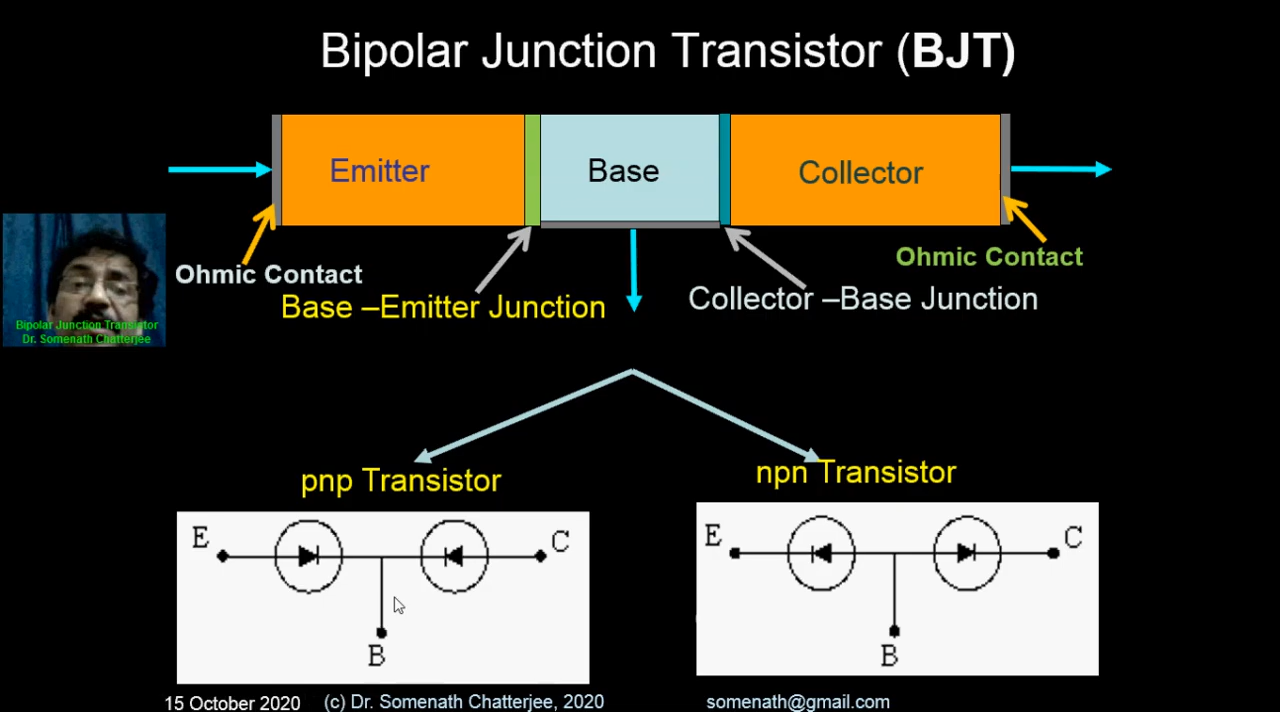 Bipolar Junction Transistor (BJT)
Emitter
Base
Collector
Ohmic Contact
Ohmic Contact
Base –Emitter Junction
Collector –Base Junction
Bipolar Junction Transistor
Dr. Somenath Chatterjee
pnp Transistor
npn Transistor
E
C
B
E
C
B
15 October 2020
(c) Dr. Somenath Chatterjee, 2020
somenath@gmail.com